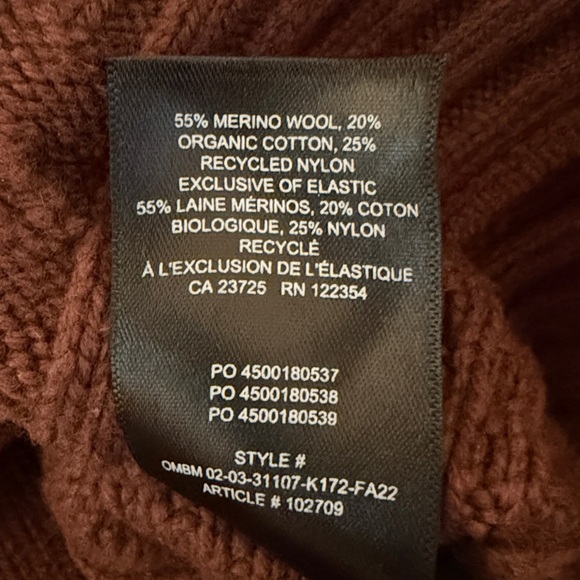 55% MERINO WOOL, 20%
ORGANIC COTTON, 25%
RECYCLED NYLON
EXCLUSIVE OF ELASTIC
55% LAINE MÉRINOS, 20% COTON
BIOLOGIQUE, 25% NYLON
RECYCLÉ
À L'EXCLUSION DE L'ÉLASTIQUE
CA 23725 RN 122354
PO 4500180537
PO 4500180538
PO 4500180539
STYLE #
OMBM 02-03-31107-K172-FA22
ARTICLE # 102709